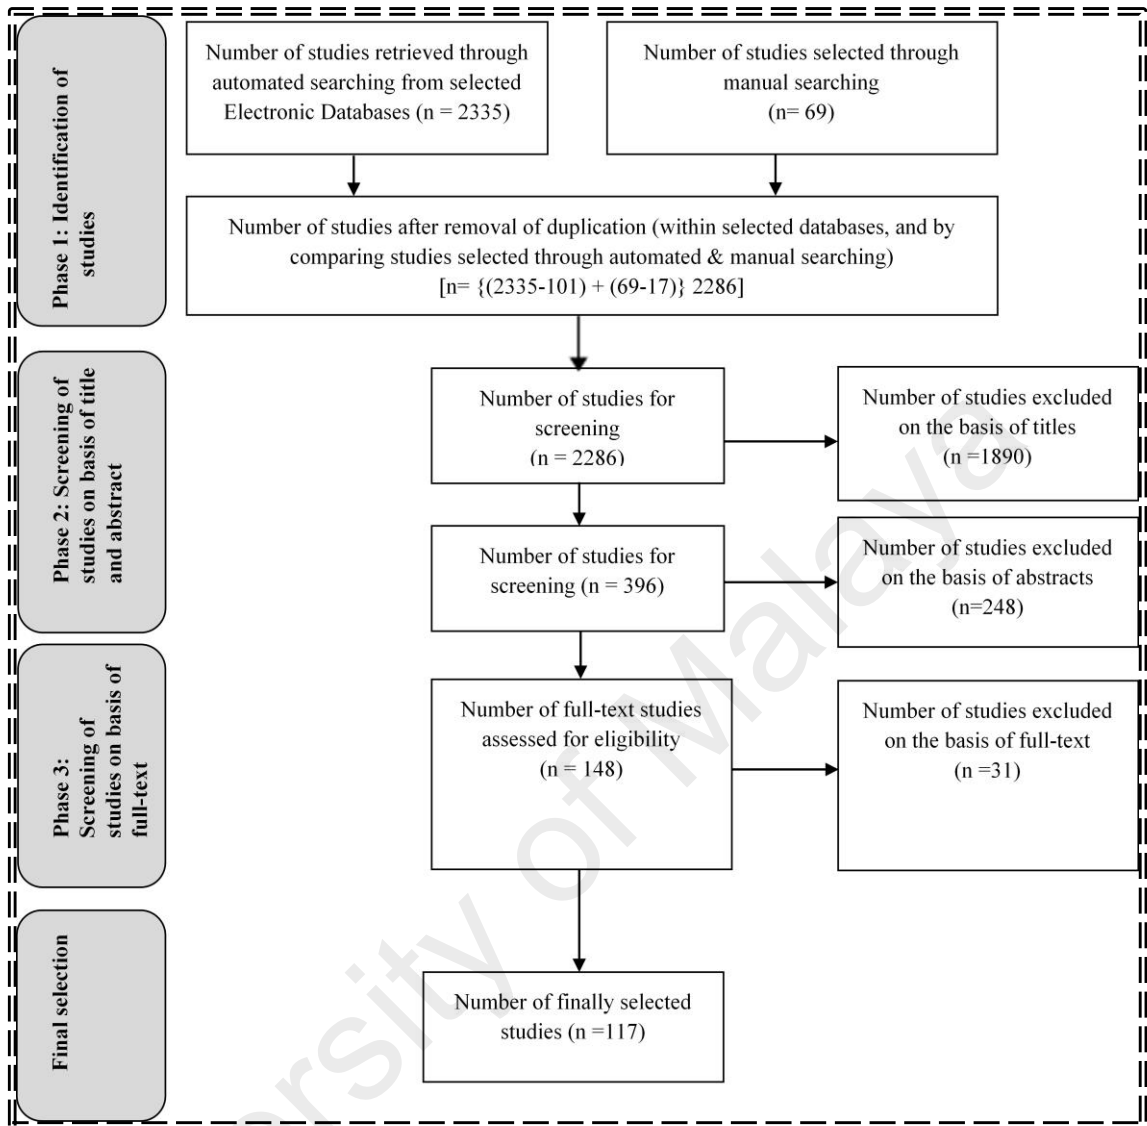 Phase 1: Identification of
studies
Number of studies retrieved through
automated searching from selected
Electronic Databases (n = 2335)
Number of studies selected through
manual searching
(n= 69)
Number of studies after removal of duplication (within selected databases, and by
comparing studies selected through automated & manual searching)
[n= {(2335-101) + (69-17)} 2286]
Phase 2: Screening of
studies on basis of title
and abstract
Number of studies for
screening
(n = 2286)
Number of studies excluded
on the basis of titles
(n =1890)
Number of studies for
screening (n = 396)
Number of studies excluded
on the basis of abstracts
(n=248)
Phase 3:
Screening of
studies on basis of
full-text
Number of full-text studies
assessed for eligibility
(n = 148)
Number of studies excluded
on the basis of full-text
(n =31)
Final selection
Number of finally selected
studies (n =117)
ersity of Malaya